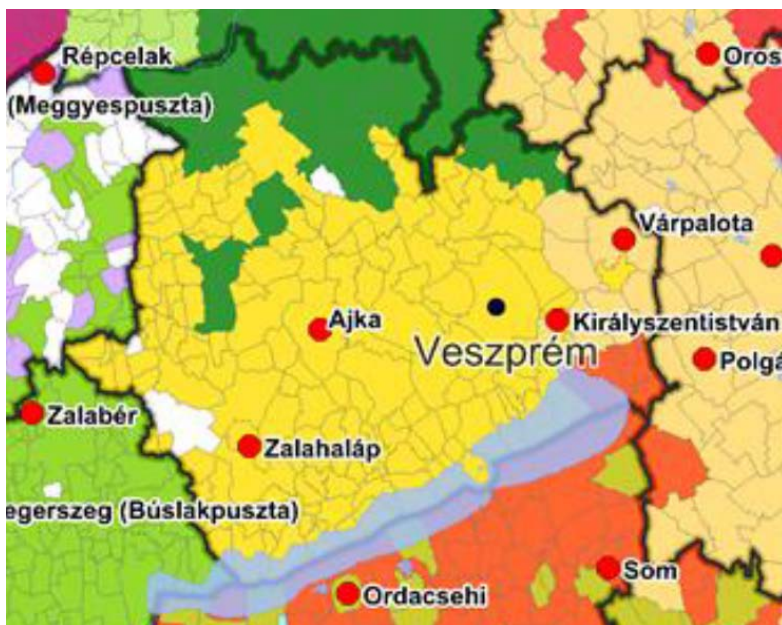 Répcelak
Oros
(Meggyespuszta)
Várpalota
Ajka
Királyszentistván
Veszprém
Polgá
Zalabér
Zalahaláp
egerszeg (Búslakpuszta)
Som
Ordacsehi